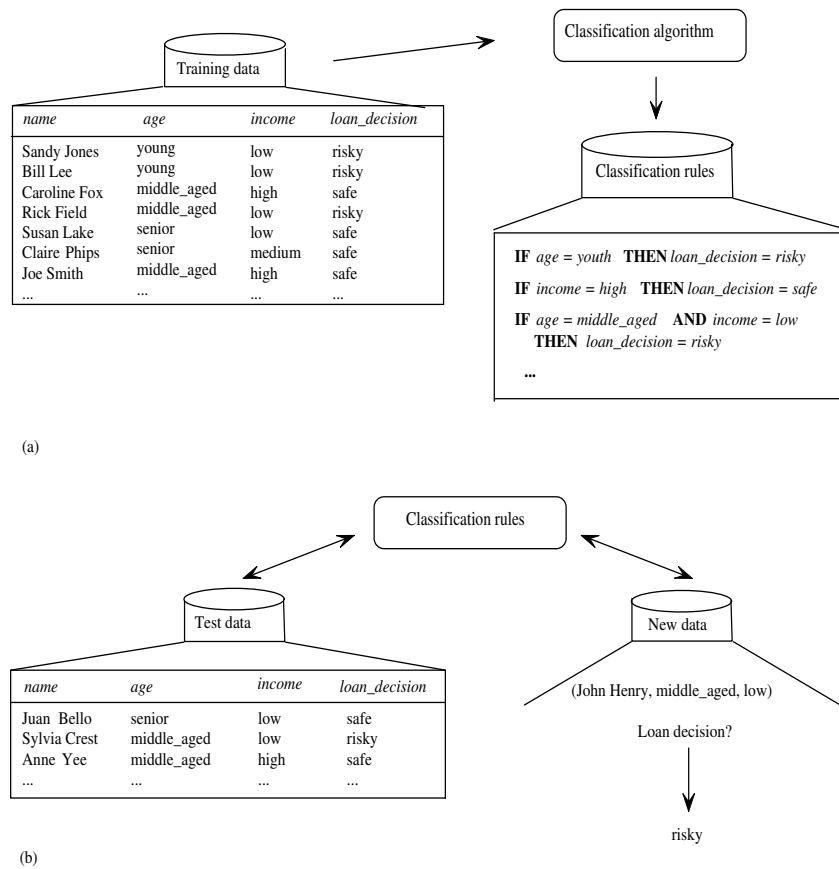 Classification algorithm
Training data
name age income loan_decision
Sandy Jones young low risky
Bill Lee young low risky
Caroline Fox middle_aged high safe
Rick Field middle_aged low risky
Susan Lake senior low safe
Claire Phips senior medium safe
Joe Smith middle_aged high safe
... ... ... ...
Classification rules
IF age = youth THEN loan_decision = risky
IF income = high THEN loan_decision = safe
IF age = middle_aged AND income = low
THEN loan_decision = risky
...
(a)
Classification rules
Test data
name age income loan_decision
Juan Bello senior low safe
Sylvia Crest middle_aged low risky
Anne Yee middle_aged high safe
... ... ... ...
New data
(John Henry, middle_aged, low)
Loan decision?
risky
(b)